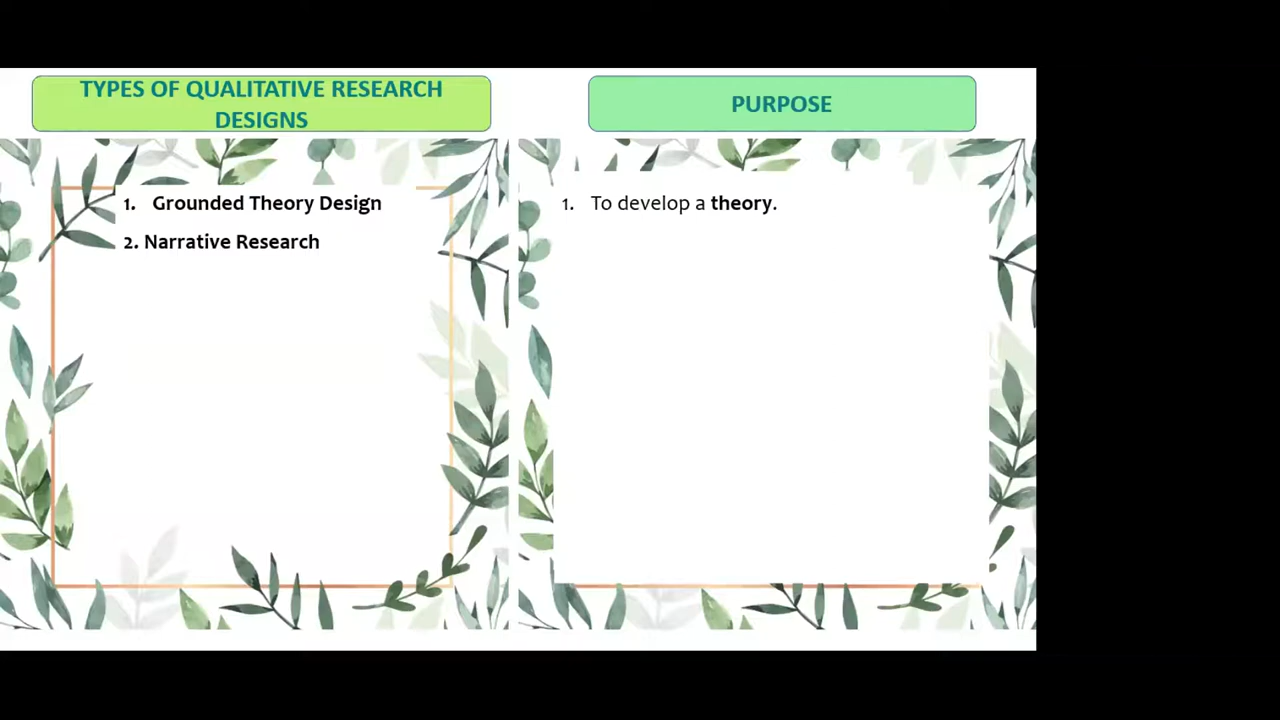 TYPES OF QUALITATIVE RESEARCH
DESIGNS
PURPOSE
1. Grounded Theory Design
2. Narrative Research
1. To develop a theory.